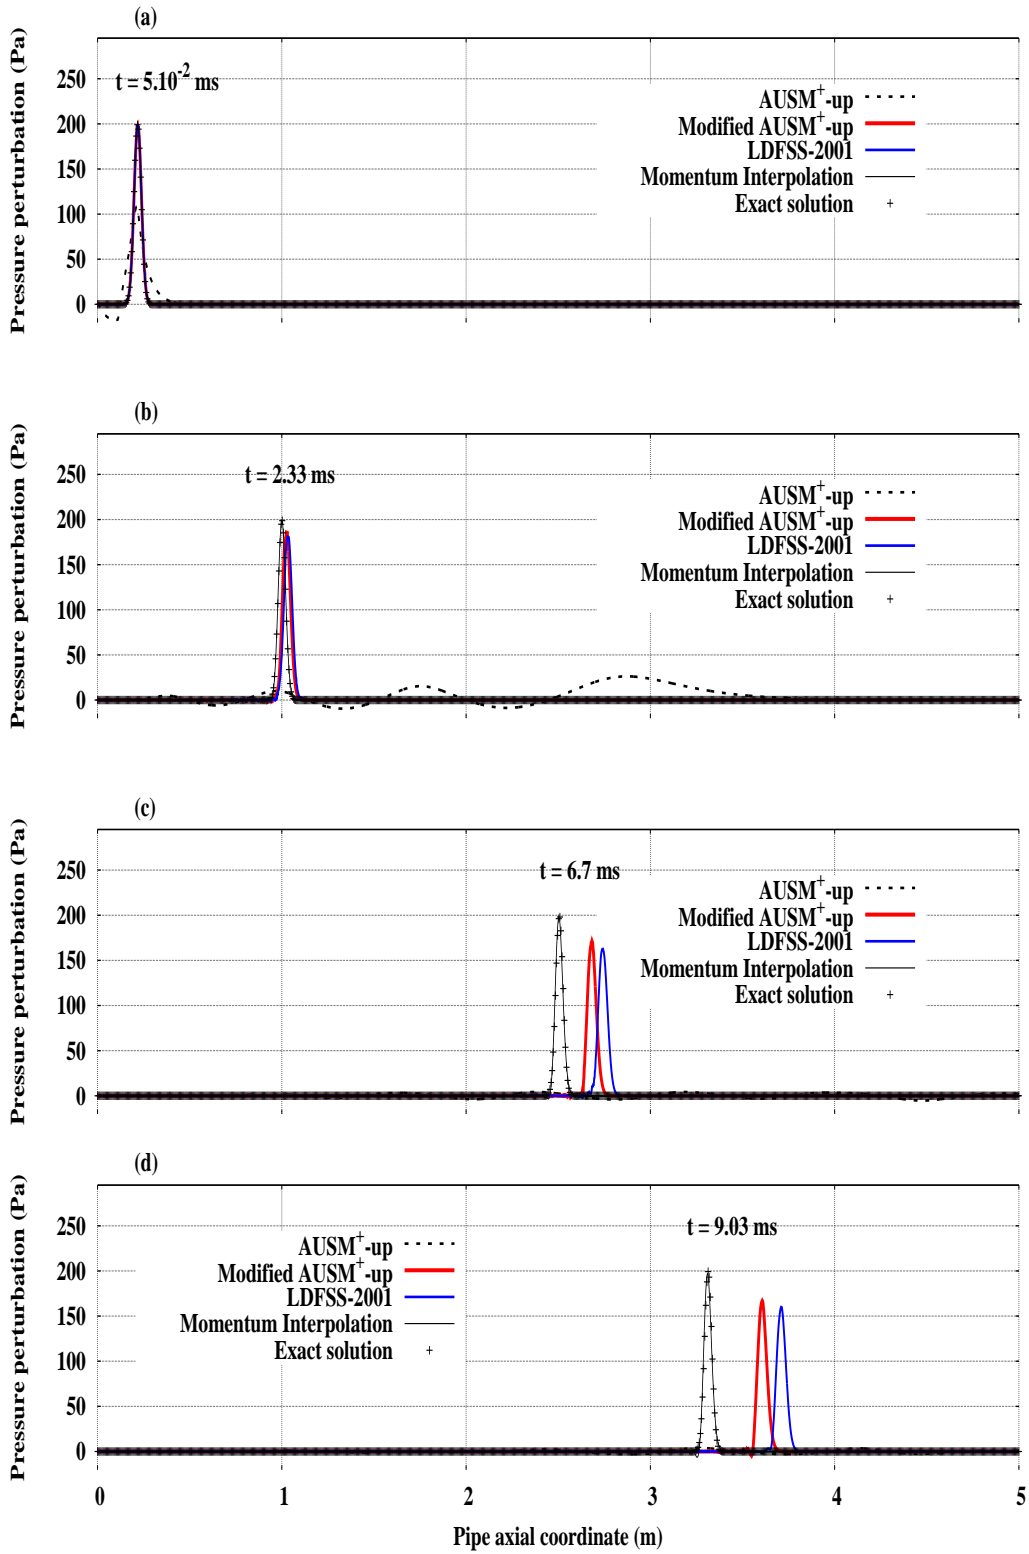 (a)
Pressure perturbation (Pa)
250
200
150
100
50
0
t = 5.10-2 ms
AUSM+-up
Modified AUSM+-up
LDFSS-2001
Momentum Interpolation
Exact solution
(b)
Pressure perturbation (Pa)
250
200
150
100
50
0
t = 2.33 ms
AUSM+-up
Modified AUSM+-up
LDFSS-2001
Momentum Interpolation
Exact solution
(c)
Pressure perturbation (Pa)
250
200
150
100
50
0
t = 6.7 ms
AUSM+-up
Modified AUSM+-up
LDFSS-2001
Momentum Interpolation
Exact solution
(d)
Pressure perturbation (Pa)
250
200
150
100
50
0
t = 9.03 ms
AUSM+-up
Modified AUSM+-up
LDFSS-2001
Momentum Interpolation
Exact solution
0 1 2 3 4 5
Pipe axial coordinate (m)